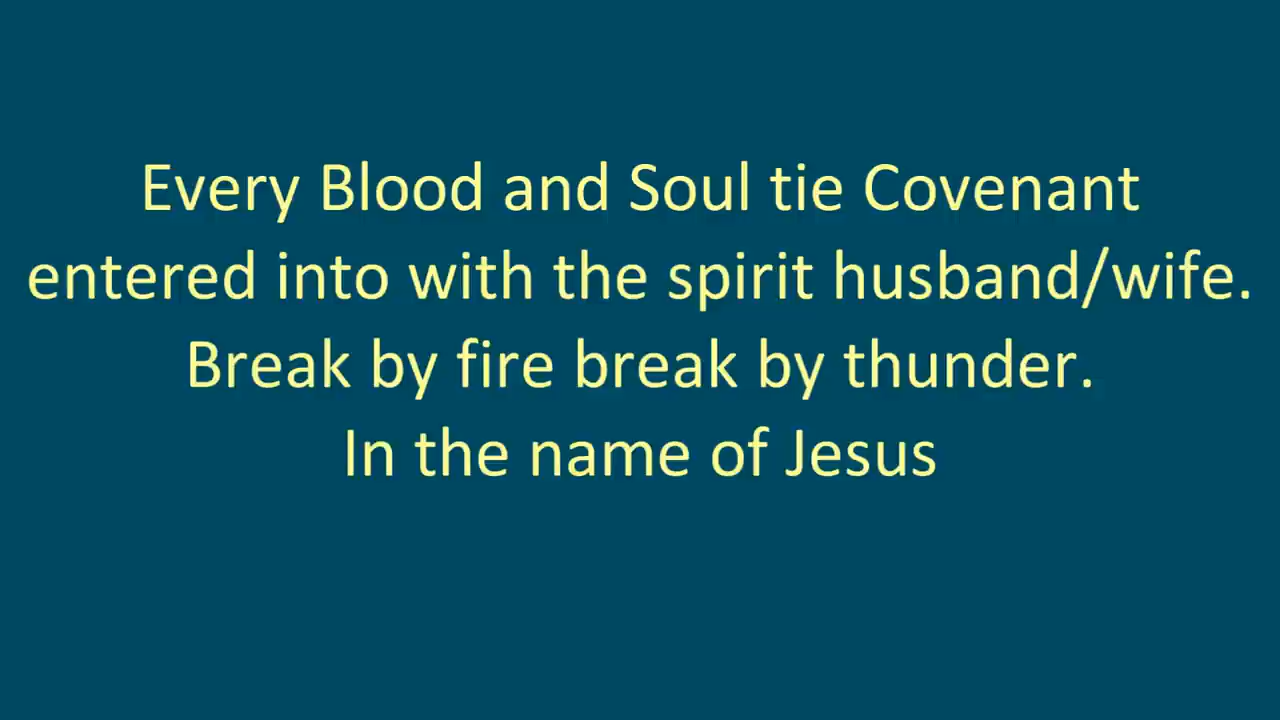 Every Blood and Soul tie Covenant
entered into with the spirit husband/wife.
Break by fire break by thunder.
In the name of Jesus